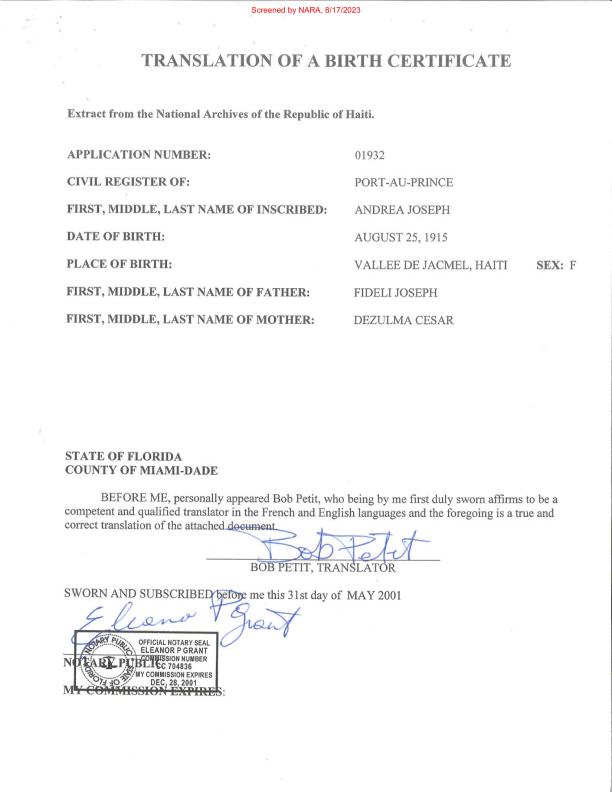 Screened by NARA, 8/17/2023
TRANSLATION OF A BIRTH CERTIFICATE
Extract from the National Archives of the Republic of Haiti.
APPLICATION NUMBER: 01932
CIVIL REGISTER OF: PORT-AU-PRINCE
FIRST, MIDDLE, LAST NAME OF INSCRIBED: ANDREA JOSEPH
DATE OF BIRTH: AUGUST 25, 1915
PLACE OF BIRTH: VALLEE DE JACMEL, HAITI SEX: F
FIRST, MIDDLE, LAST NAME OF FATHER: FIDELI JOSEPH
FIRST, MIDDLE, LAST NAME OF MOTHER: DEZULMA CESAR
STATE OF FLORIDA
COUNTY OF MIAMI-DADE
BEFORE ME, personally appeared Bob Petit, who being by me first duly sworn affirms to be a
competent and qualified translator in the French and English languages and the foregoing is a true and
correct translation of the attached document.
Bob Petit
BOB PETIT, TRANSLATOR
SWORN AND SUBSCRIBED before me this 31st day of MAY 2001
Eleanor P Grant
NOTARY PUBLIC
NOTARY PUBLIC
STATE OF FLORIDA
OFFICIAL NOTARY SEAL
ELEANOR P GRANT
COMMISSION NUMBER
CC 704836
MY COMMISSION EXPIRES
DEC, 28, 2001
MY COMMISSION EXPIRES: